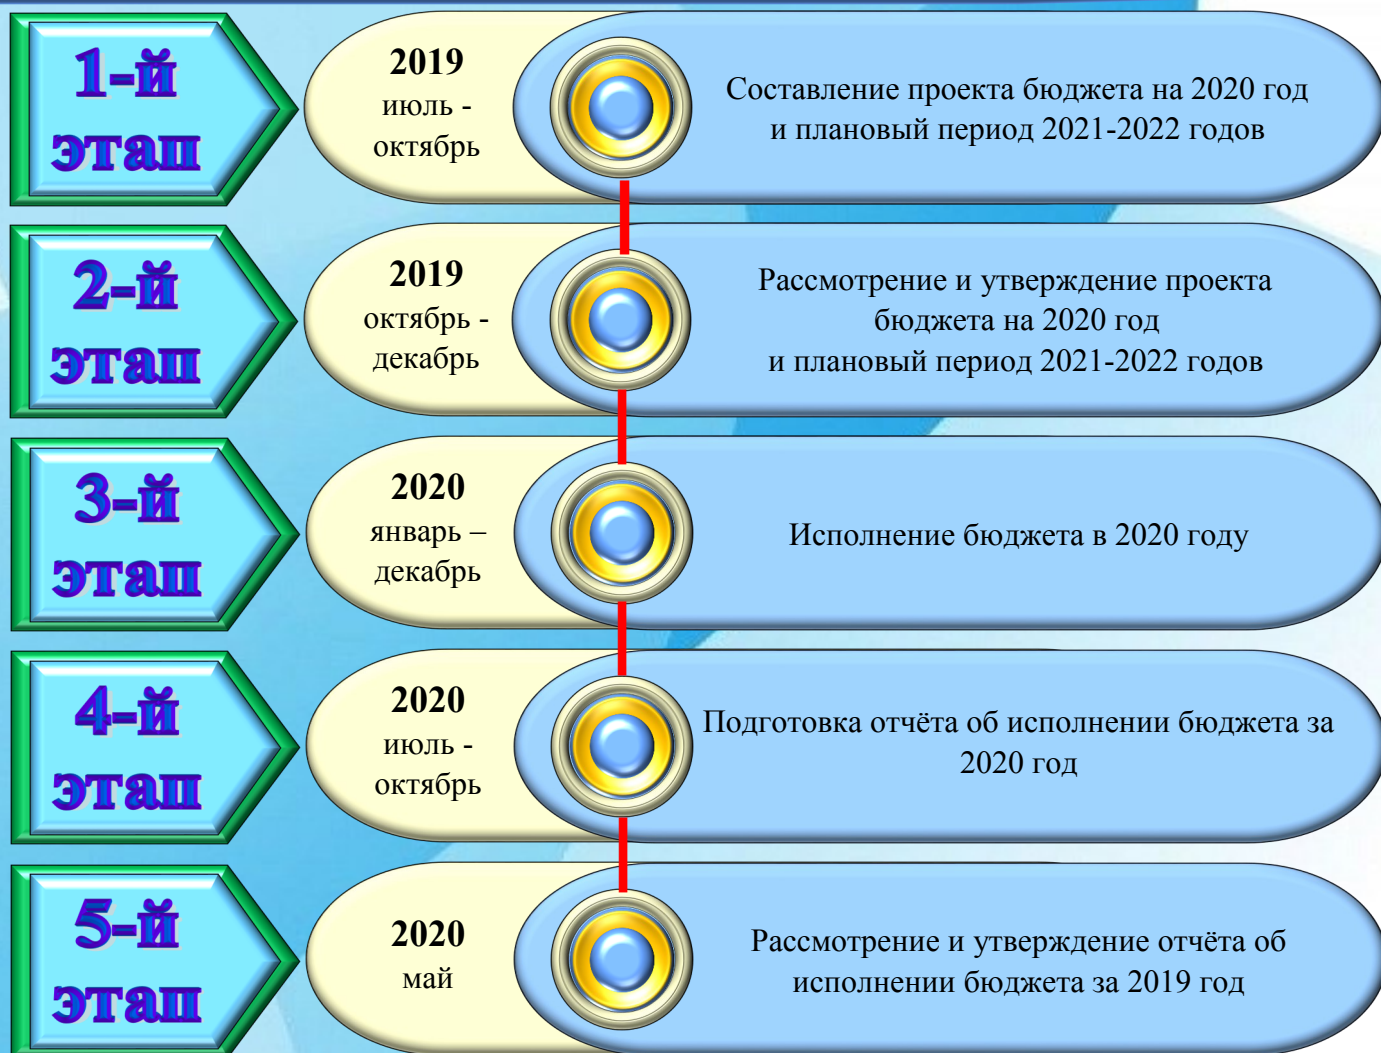 1-й
этап
2019
июль -
октябрь
Составление проекта бюджета на 2020 год
и плановый период 2021-2022 годов
2-й
этап
2019
октябрь -
декабрь
Рассмотрение и утверждение проекта
бюджета на 2020 год
и плановый период 2021-2022 годов
3-й
этап
2020
январь –
декабрь
Исполнение бюджета в 2020 году
4-й
этап
2020
июль -
октябрь
Подготовка отчёта об исполнении бюджета за
2020 год
5-й
этап
2020
май
Рассмотрение и утверждение отчёта об
исполнении бюджета за 2019 год